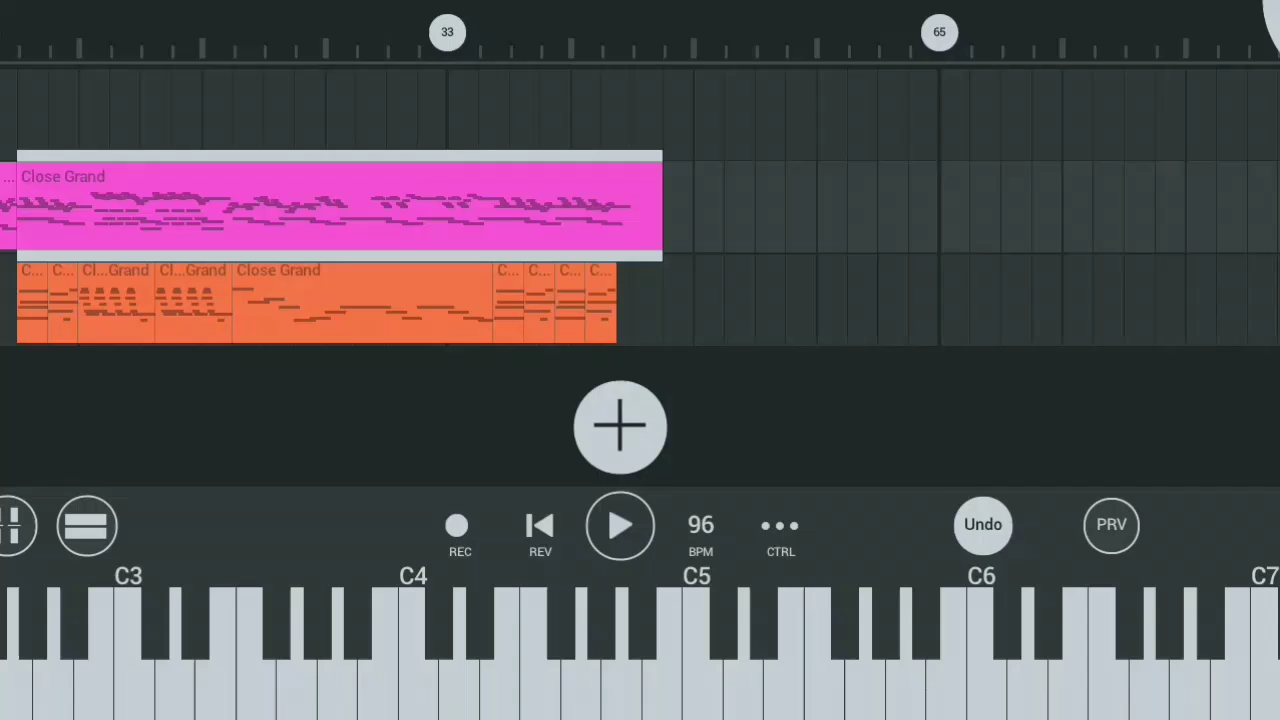 33 65
... Close Grand
C... C... Cl...Grand Cl...Grand Close Grand C... C... C... C...
96 Undo PRV
REC REV BPM CTRL
C3 C4 C5 C6 C7